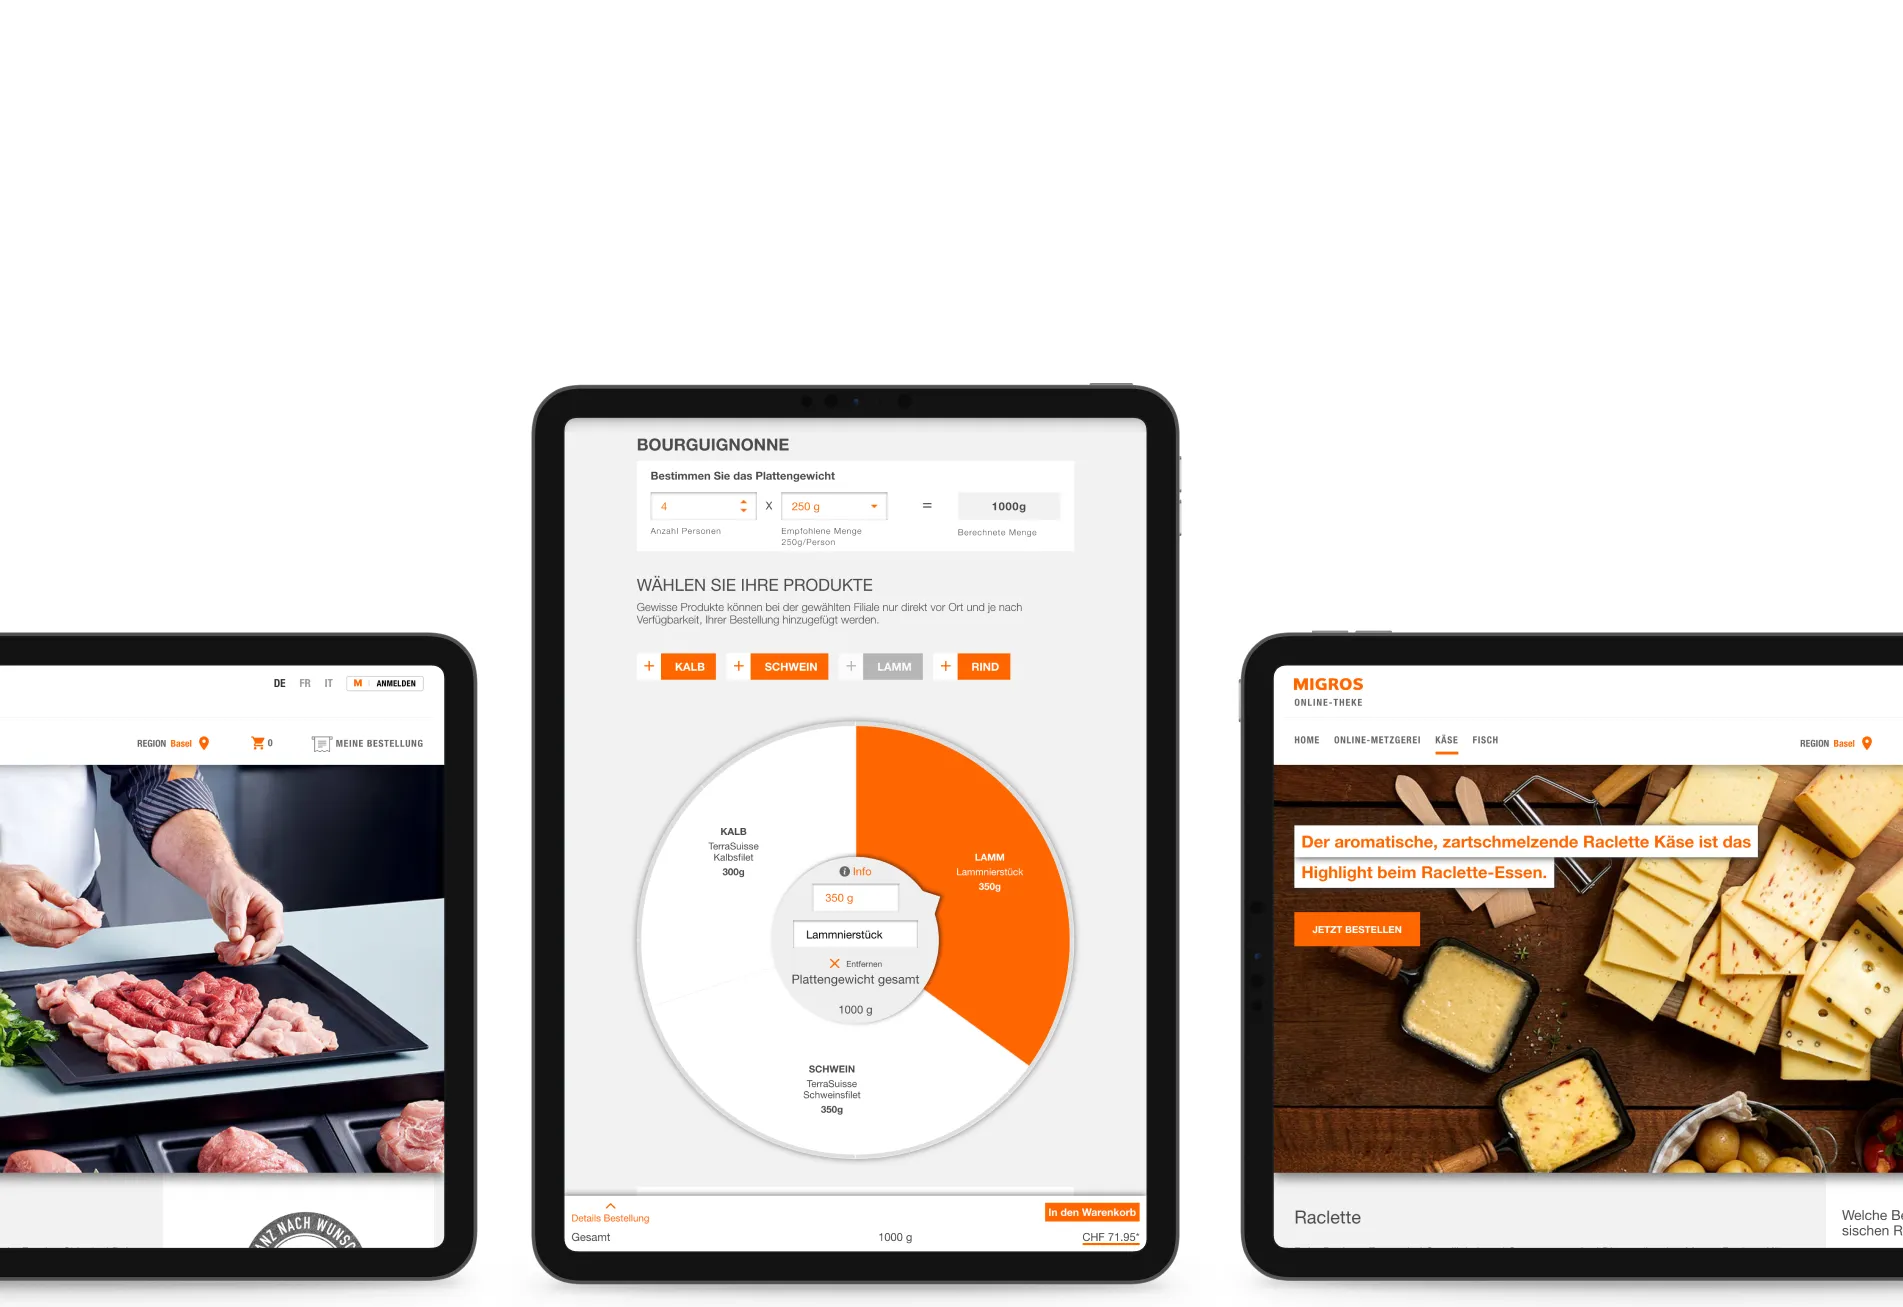 DE FR IT M ANMELDEN
REGION Basel 0 MEINE BESTELLUNG
ANZ NACH WUNSC
BOURGUIGNONNE
Bestimmen Sie das Plattengewicht
4 X 250 g = 1000g
Anzahl Personen Empfohlene Menge Berechnete Menge
250g/Person
WÄHLEN SIE IHRE PRODUKTE
Gewisse Produkte können bei der gewählten Filiale nur direkt vor Ort und je nach
Verfügbarkeit, Ihrer Bestellung hinzugefügt werden.
+ KALB + SCHWEIN + LAMM + RIND
KALB
TerraSuisse
Kalbsfilet
300g
LAMM
Lammnierstück
350g
Info
350 g
Lammnierstück
Entfernen
Plattengewicht gesamt
1000 g
SCHWEIN
TerraSuisse
Schweinsfilet
350g
Details Bestellung In den Warenkorb
Gesamt 1000 g CHF 71.95*
MIGROS
ONLINE-THEKE
HOME ONLINE-METZGEREI KÄSE FISCH
REGION Basel
Der aromatische, zartschmelzende Raclette Käse ist das
Highlight beim Raclette-Essen.
JETZT BESTELLEN
Raclette
Welche Be
sischen R